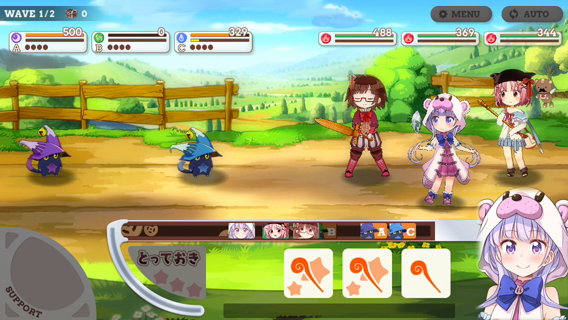 WAVE 1/2 0
MENU
AUTO
500
0
329
488
369
344
A
B
C
B
A
C
とっておき
SUPPORT